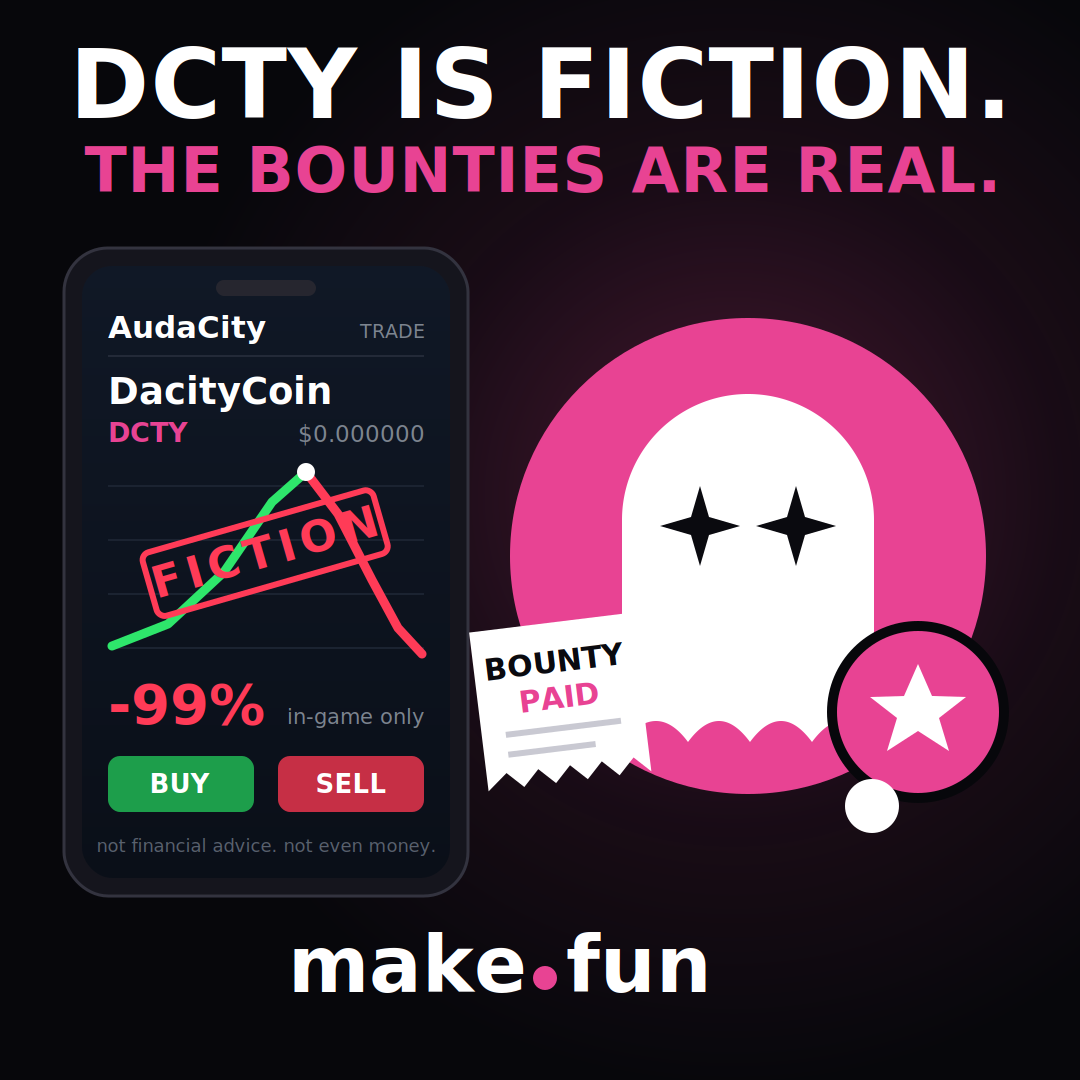 DCTY IS FICTION.
THE BOUNTIES ARE REAL.
AudaCity TRADE
DacityCoin
DCTY $0.000000
FICTION
-99% in-game only
BUY SELL
not financial advice. not even money.
BOUNTY
PAID
make.fun